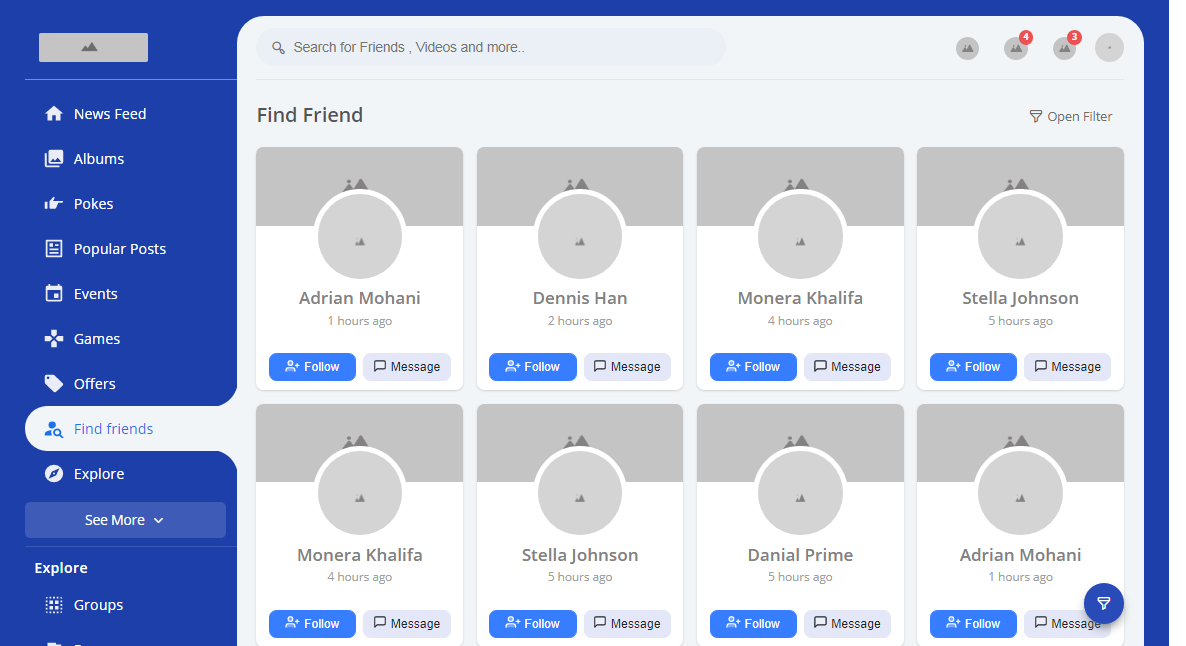 Search for Friends , Videos and more..
4
3
News Feed
Albums
Pokes
Popular Posts
Events
Games
Offers
Find friends
Explore
See More
Explore
Groups
Find Friend
Open Filter
Adrian Mohani
1 hours ago
Follow Message
Dennis Han
2 hours ago
Follow Message
Monera Khalifa
4 hours ago
Follow Message
Stella Johnson
5 hours ago
Follow Message
Monera Khalifa
4 hours ago
Follow Message
Stella Johnson
5 hours ago
Follow Message
Danial Prime
5 hours ago
Follow Message
Adrian Mohani
1 hours ago
Follow Message